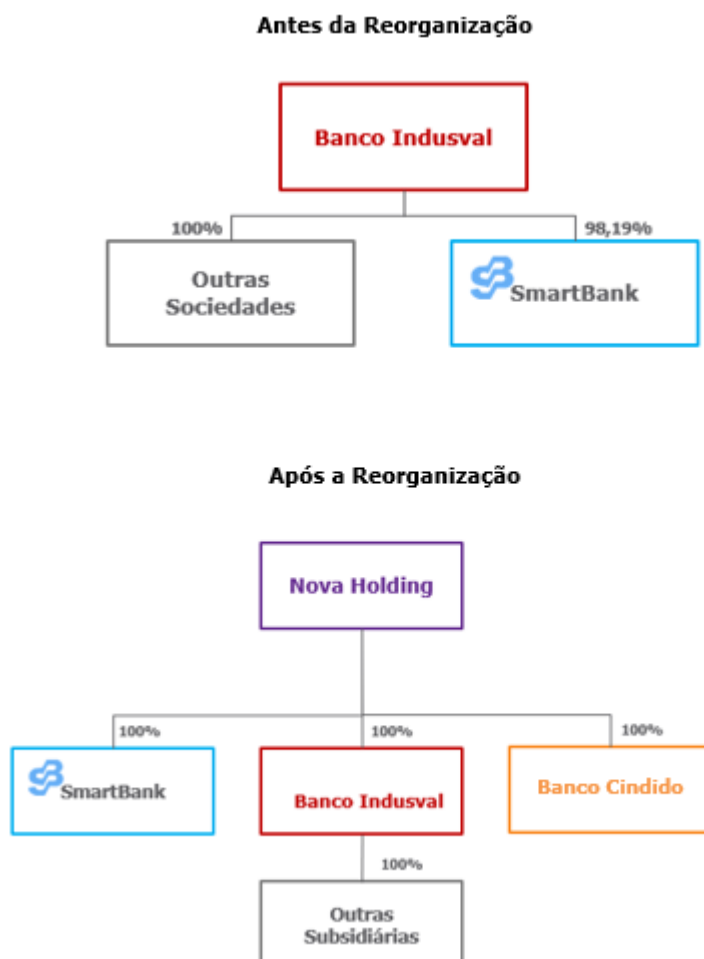 Antes da Reorganização
Banco Indusval
100%
98,19%
Outras
Sociedades
SmartBank
Após a Reorganização
Nova Holding
100%
100%
100%
SmartBank
Banco Indusval
Banco Cindido
100%
Outras
Subsidiárias